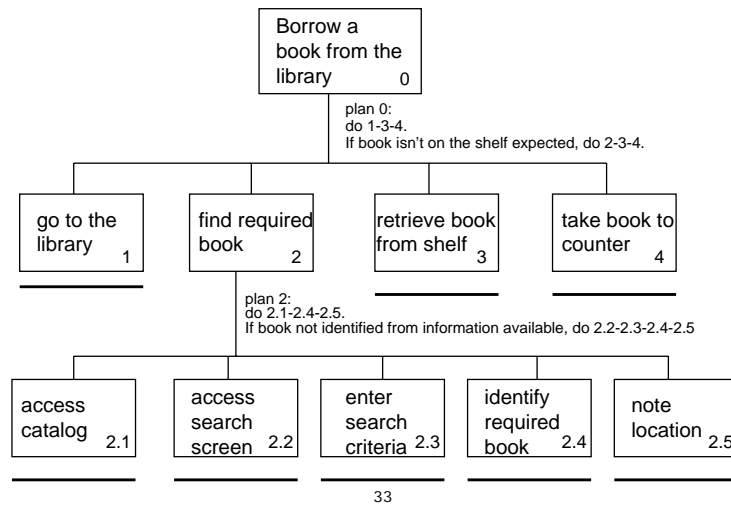 Borrow a
book from the
library
0
plan 0:
do 1-3-4.
If book isn't on the shelf expected, do 2-3-4.
go to the
library
1
find required
book
2
retrieve book
from shelf
3
take book to
counter
4
plan 2:
do 2.1-2.4-2.5.
If book not identified from information available, do 2.2-2.3-2.4-2.5
access
catalog
2.1
access
search
screen
2.2
enter
search
criteria
2.3
identify
required
book
2.4
note
location
2.5
33